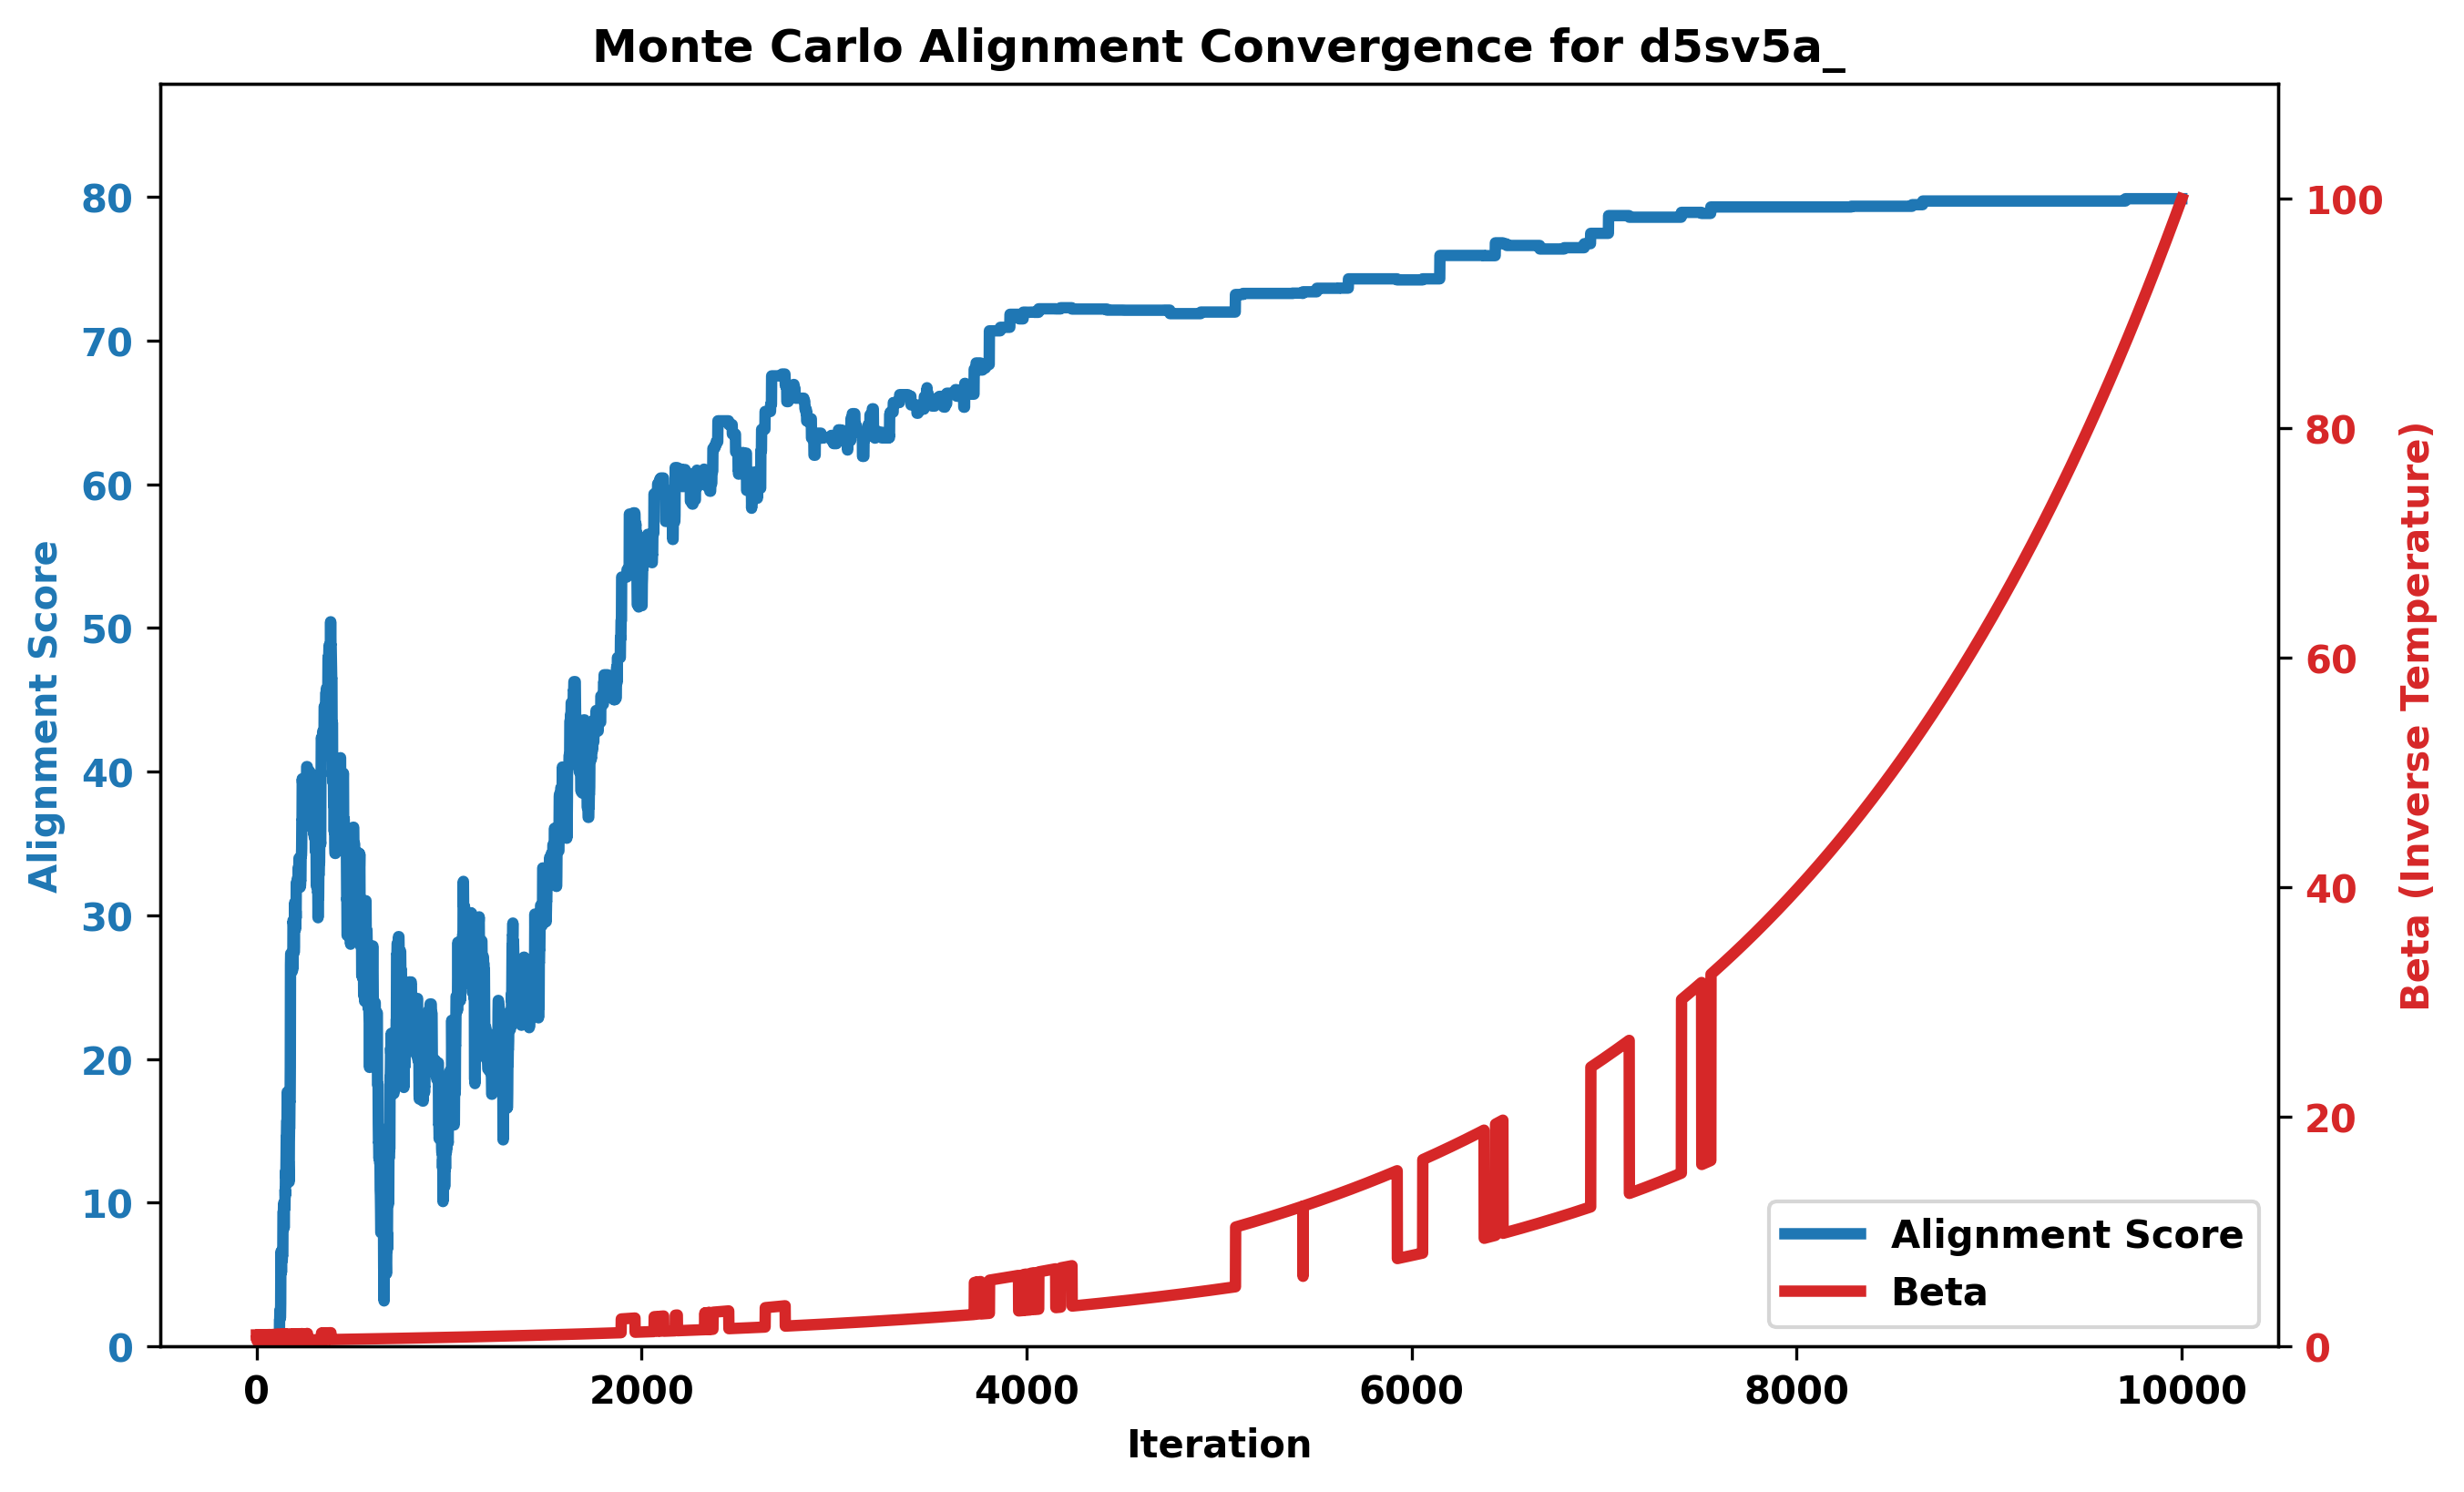 Monte Carlo Alignment Convergence for d5sv5a_
Alignment Score
80
70
60
50
40
30
20
10
0
100
80
60
40
20
0
Beta (Inverse Temperature)
Alignment Score
Beta
0 2000 4000 6000 8000 10000
Iteration